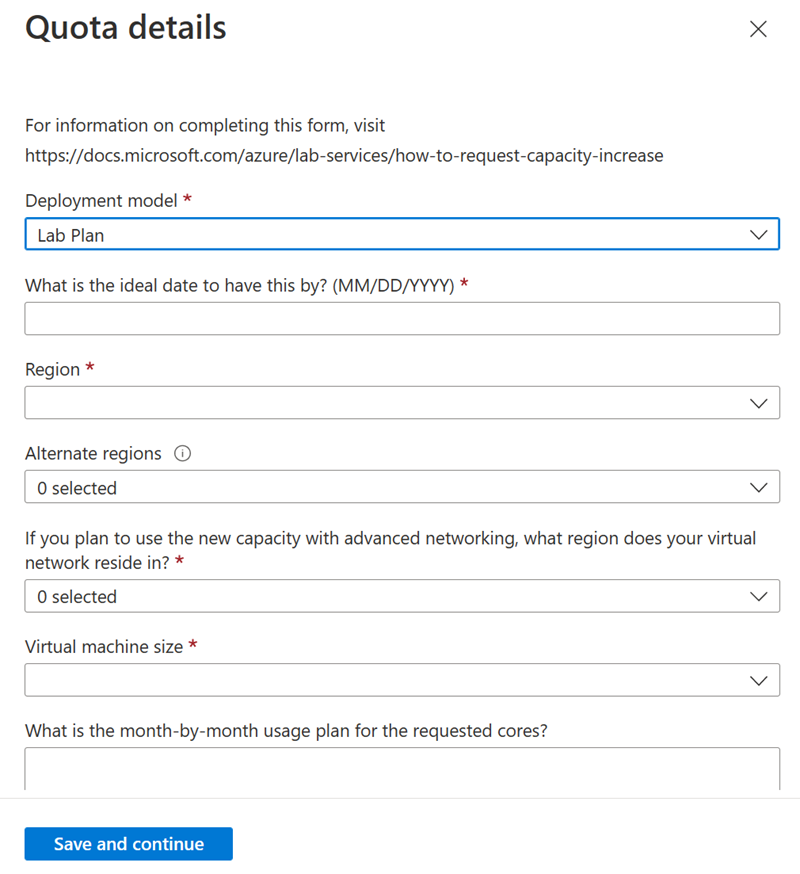 Quota details
For information on completing this form, visit
https://docs.microsoft.com/azure/lab-services/how-to-request-capacity-increase
Deployment model *
Lab Plan
What is the ideal date to have this by? (MM/DD/YYYY) *
Region *
Alternate regions
0 selected
If you plan to use the new capacity with advanced networking, what region does your virtual
network reside in? *
0 selected
Virtual machine size *
What is the month-by-month usage plan for the requested cores?
Save and continue